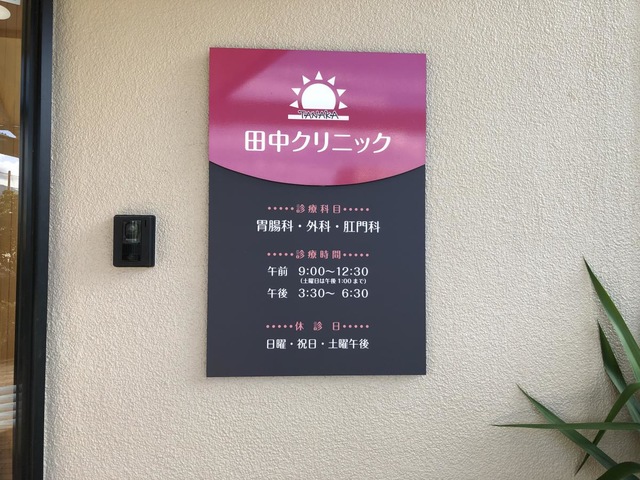 TANAKA
田中クリニック
•••••診療科目•••••
胃腸科・外科・肛門科
•••••診療時間•••••
午前 9:00〜12:30
(土曜日は午後1:00まで)
午後 3:30〜 6:30
•••••休 診 日•••••
日曜・祝日・土曜午後